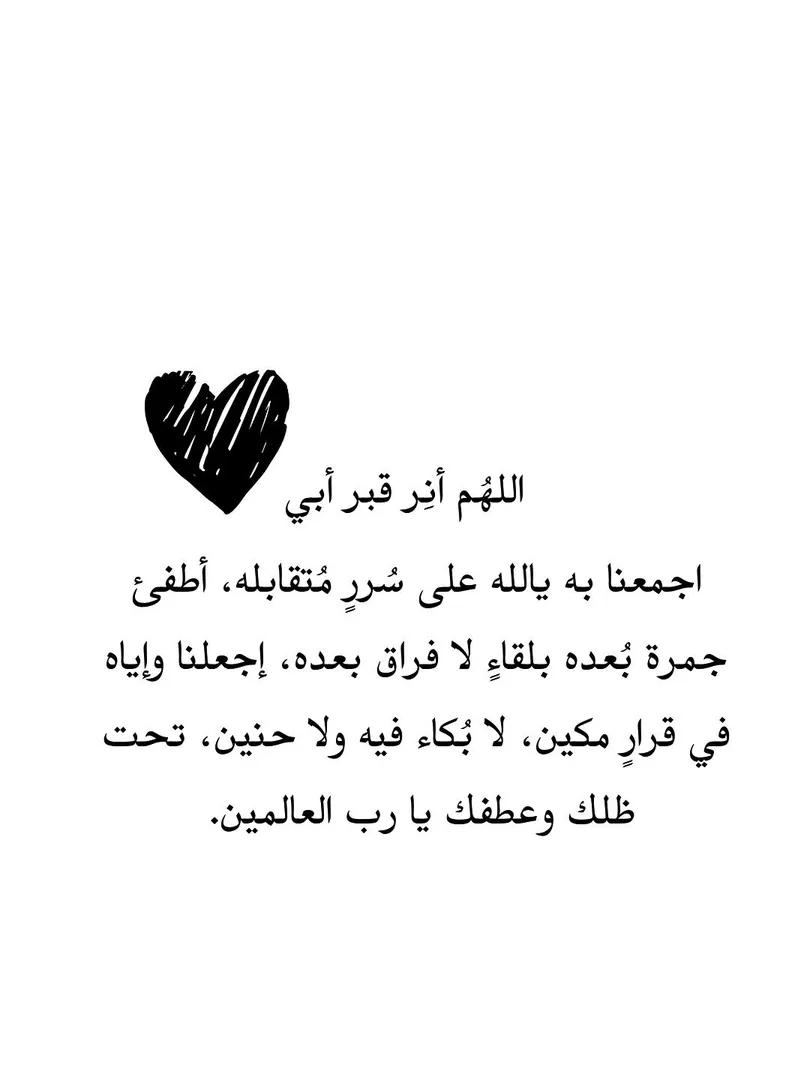 اللهُم أنِر قبر أبي
اجمعنا به يالله على سُررٍ مُتقابله، أطفئ
جمرة بُعده بلقاءٍ لا فراق بعده، إجعلنا وإياه
في قرارٍ مكين، لا بُكاء فيه ولا حنين، تحت
ظلك وعطفك يا رب العالمين.